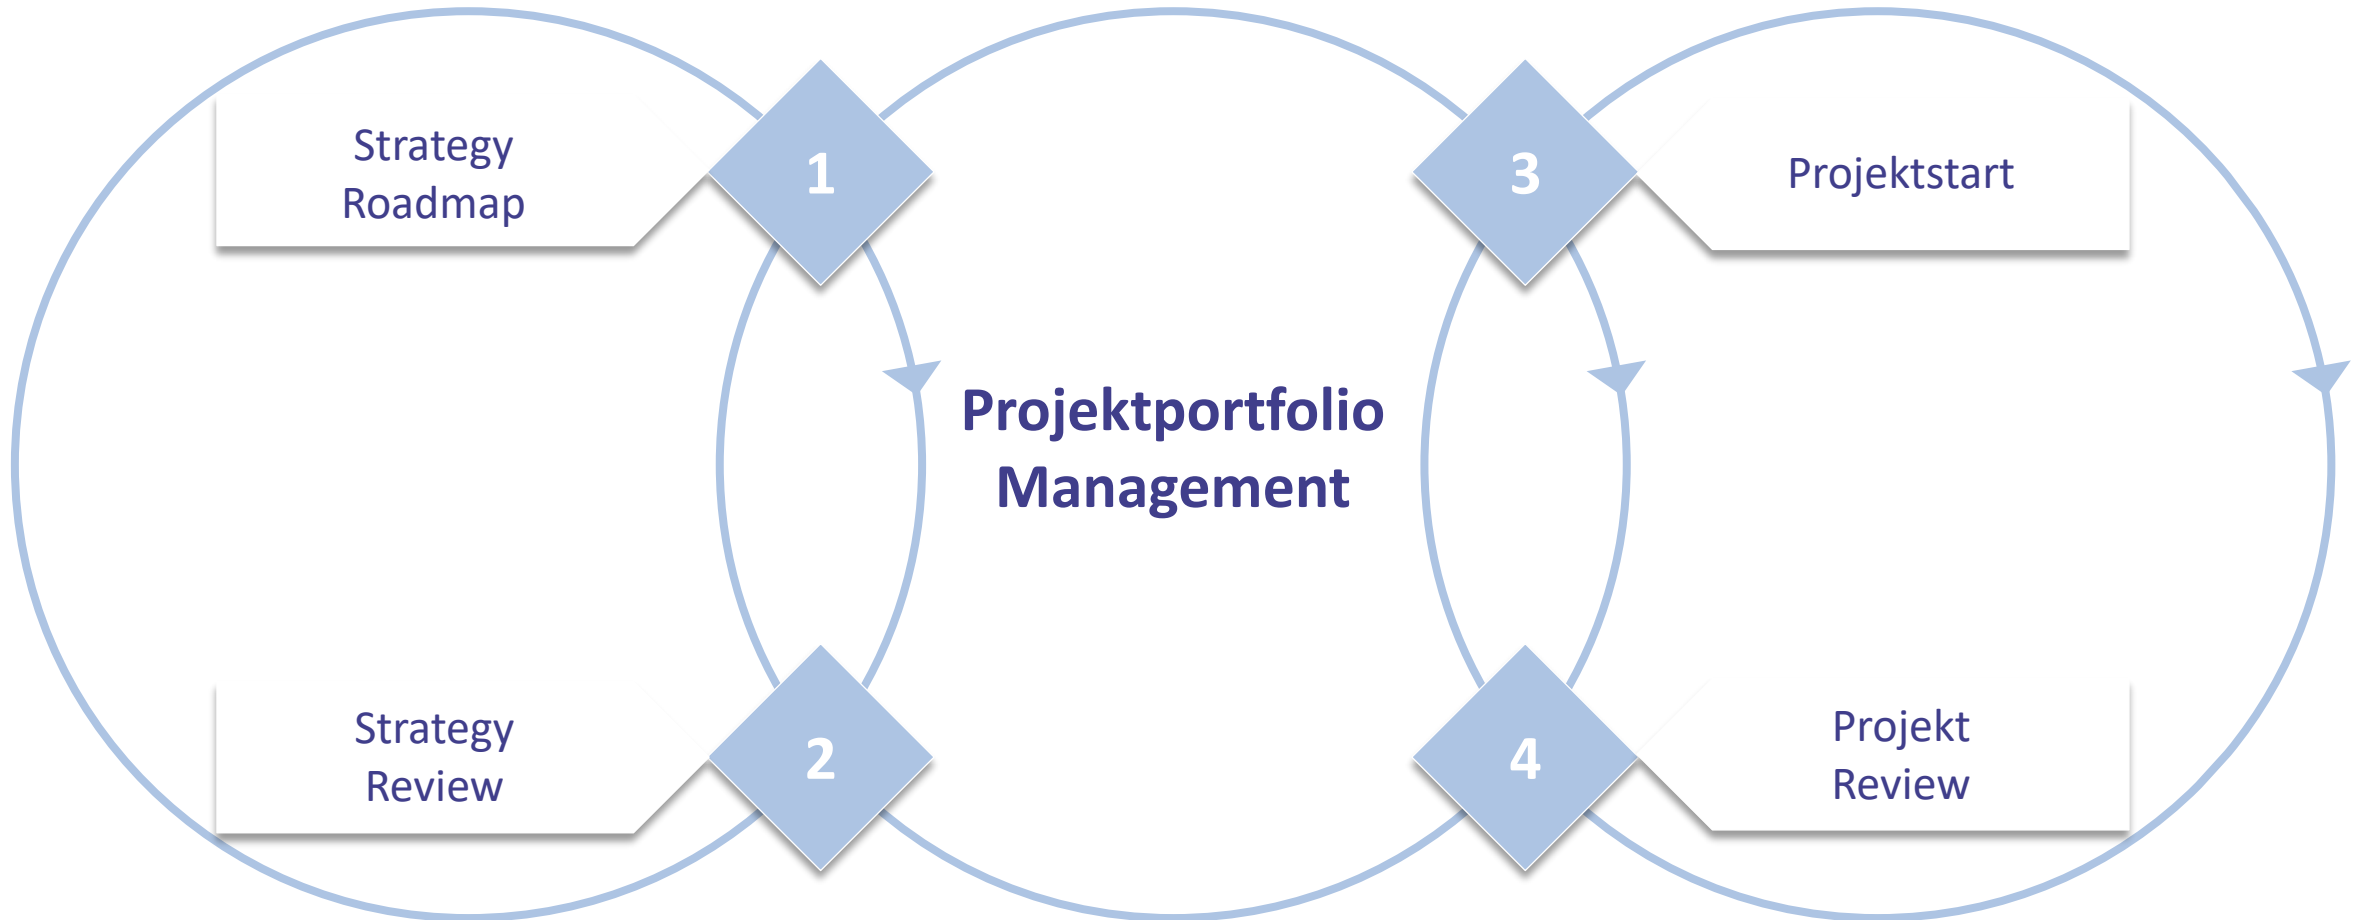 Strategy
Roadmap
1
3
Projektstart
Projektportfolio
Management
Strategy
Review
2
4
Projekt
Review